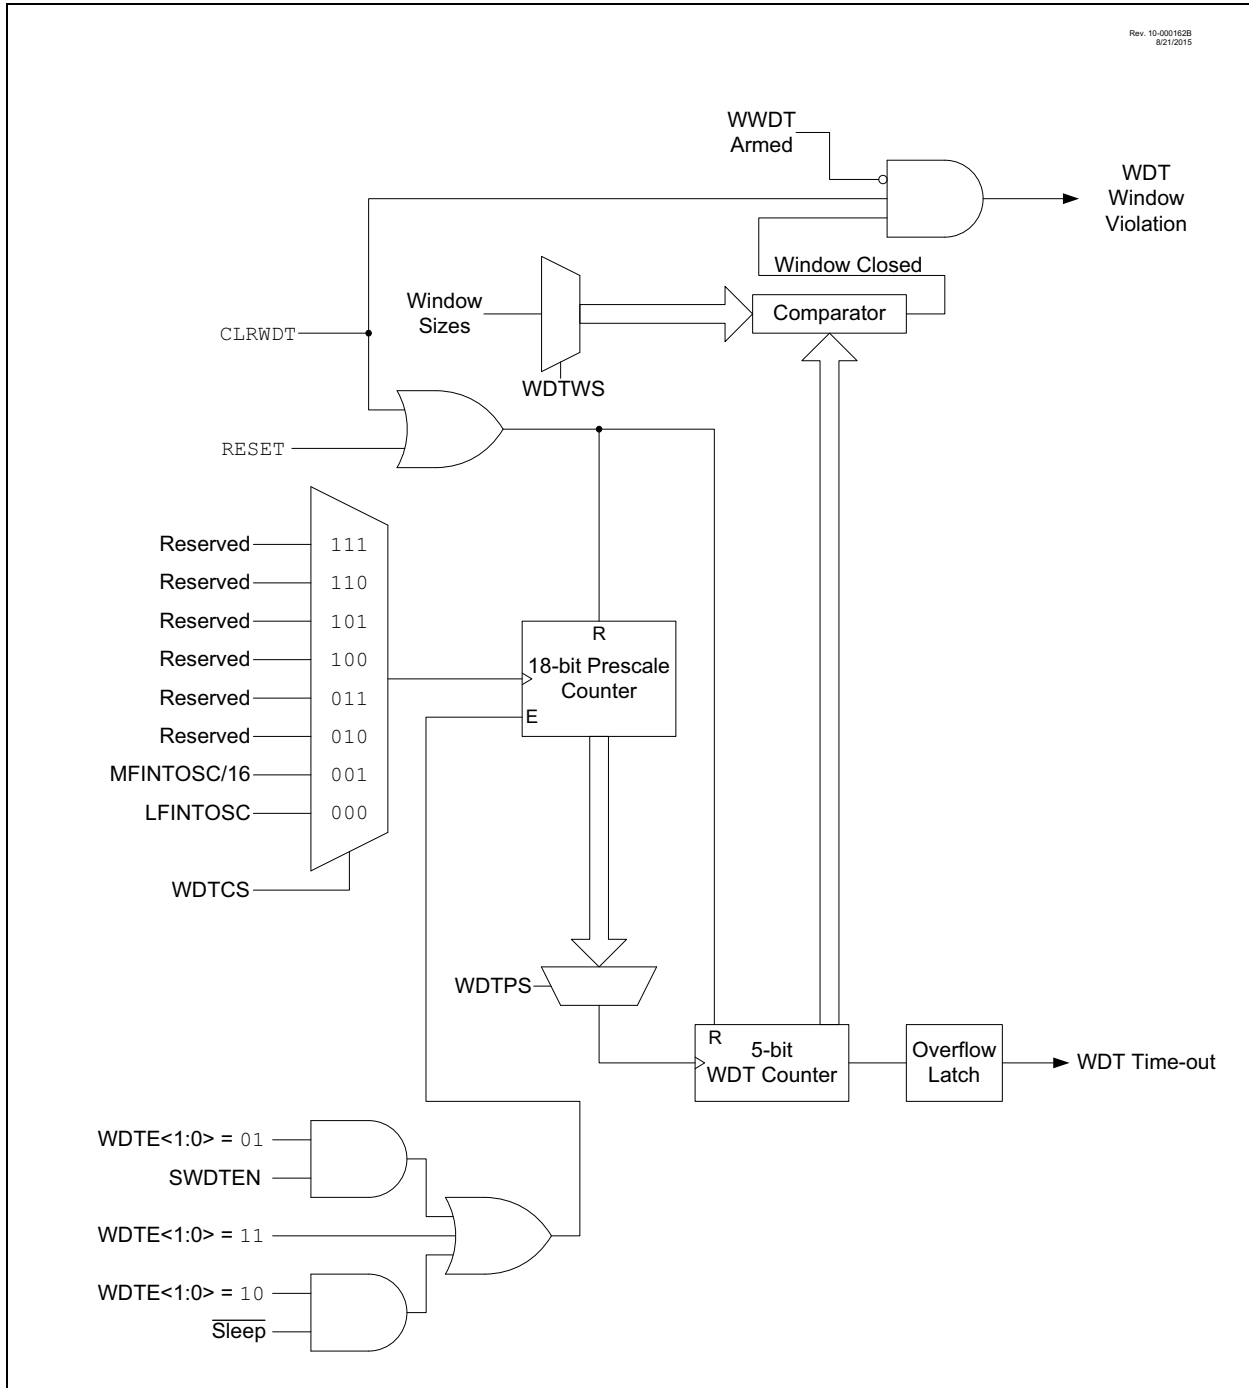 Rev. 10-000162B
8/21/2015
WWDT
Armed
WDT
Window
Violation
Window Closed
Window
Sizes
Comparator
CLRWDT
WDTWS
RESET
Reserved 111
Reserved 110
Reserved 101
Reserved 100
Reserved 011
Reserved 010
MFINTOSC/16 001
LFINTOSC 000
WDTCS
R
18-bit Prescale
Counter
E
WDTPS
R
5-bit
WDT Counter
Overflow
Latch
WDT Time-out
WDTE<1:0> = 01
SWDTEN
WDTE<1:0> = 11
WDTE<1:0> = 10
Sleep